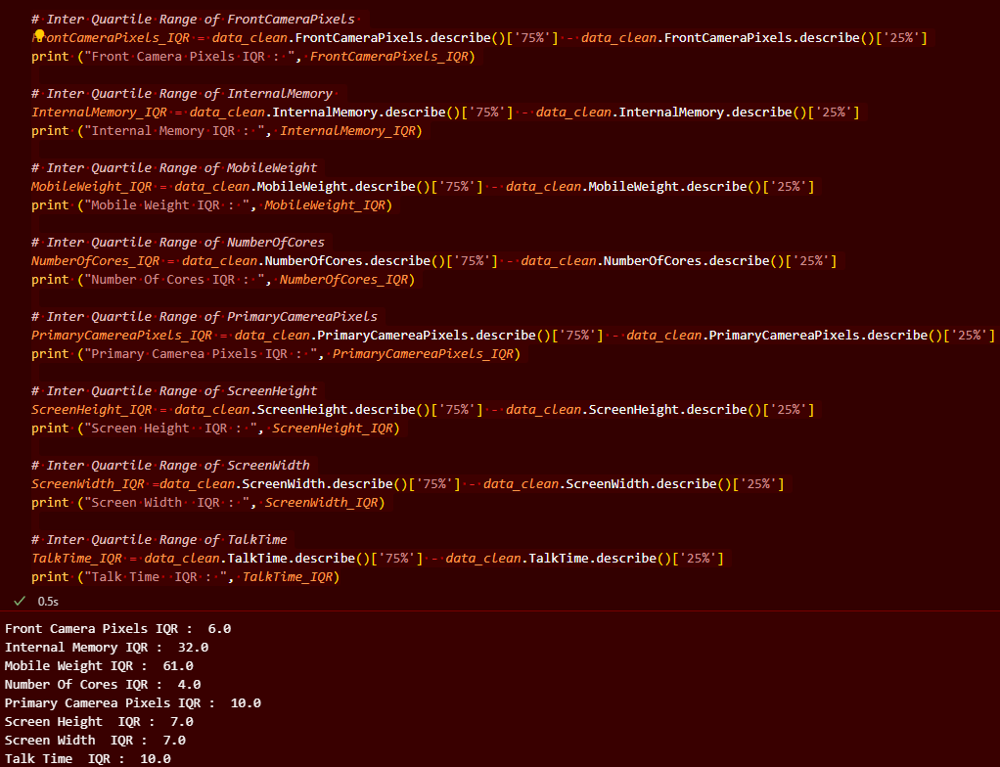 # Inter Quartile Range of FrontCameraPixels
FrontCameraPixels_IQR = data_clean.FrontCameraPixels.describe()['75%'] - data_clean.FrontCameraPixels.describe()['25%']
print ("Front Camera Pixels IQR : ", FrontCameraPixels_IQR)
# Inter Quartile Range of InternalMemory
InternalMemory_IQR = data_clean.InternalMemory.describe()['75%'] - data_clean.InternalMemory.describe()['25%']
print ("Internal Memory IQR : ", InternalMemory_IQR)
# Inter Quartile Range of MobileWeight
MobileWeight_IQR = data_clean.MobileWeight.describe()['75%'] - data_clean.MobileWeight.describe()['25%']
print ("Mobile Weight IQR : ", MobileWeight_IQR)
# Inter Quartile Range of NumberOfCores
NumberOfCores_IQR = data_clean.NumberOfCores.describe()['75%'] - data_clean.NumberOfCores.describe()['25%']
print ("Number Of Cores IQR : ", NumberOfCores_IQR)
# Inter Quartile Range of PrimaryCamereaPixels
PrimaryCamereaPixels_IQR = data_clean.PrimaryCamereaPixels.describe()['75%'] - data_clean.PrimaryCamereaPixels.describe()['25%']
print ("Primary Camerea Pixels IQR : ", PrimaryCamereaPixels_IQR)
# Inter Quartile Range of ScreenHeight
ScreenHeight_IQR = data_clean.ScreenHeight.describe()['75%'] - data_clean.ScreenHeight.describe()['25%']
print ("Screen Height  IQR : ", ScreenHeight_IQR)
# Inter Quartile Range of ScreenWidth
ScreenWidth_IQR =data_clean.ScreenWidth.describe()['75%'] - data_clean.ScreenWidth.describe()['25%']
print ("Screen Width  IQR : ", ScreenWidth_IQR)
# Inter Quartile Range of TalkTime
TalkTime_IQR = data_clean.TalkTime.describe()['75%'] - data_clean.TalkTime.describe()['25%']
print ("Talk Time  IQR : ", TalkTime_IQR)
0.5s
Front Camera Pixels IQR :  6.0
Internal Memory IQR :  32.0
Mobile Weight IQR :  61.0
Number Of Cores IQR :  4.0
Primary Camerea Pixels IQR :  10.0
Screen Height  IQR :  7.0
Screen Width  IQR :  7.0
Talk Time  IQR :  10.0